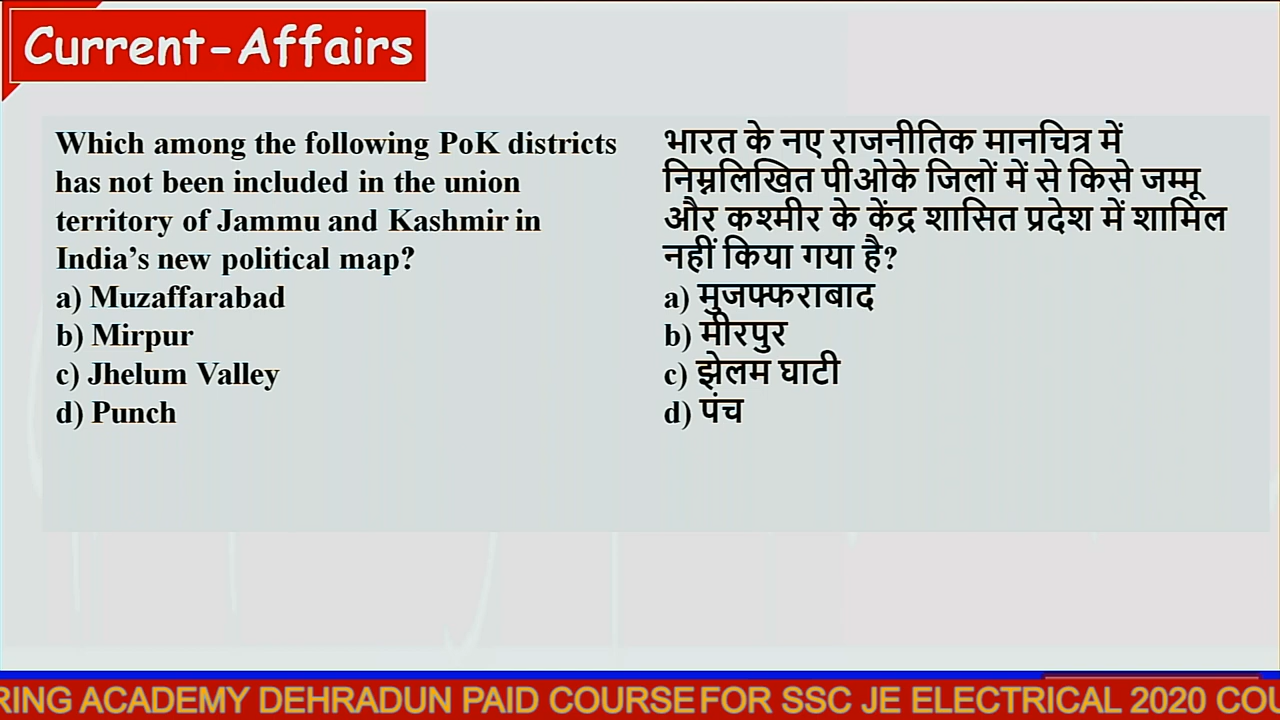 Current-Affairs
Which among the following PoK districts
has not been included in the union
territory of Jammu and Kashmir in
India’s new political map?
a) Muzaffarabad
b) Mirpur
c) Jhelum Valley
d) Punch
भारत के नए राजनीतिक मानचित्र में
निम्नलिखित पीओके जिलों में से किसे जम्मू
और कश्मीर के केंद्र शासित प्रदेश में शामिल
नहीं किया गया है?
a) मुजफ्फराबाद
b) मीरपुर
c) झेलम घाटी
d) पंच
RING ACADEMY DEHRADUN PAID COURSE FOR SSC JE ELECTRICAL 2020 COU